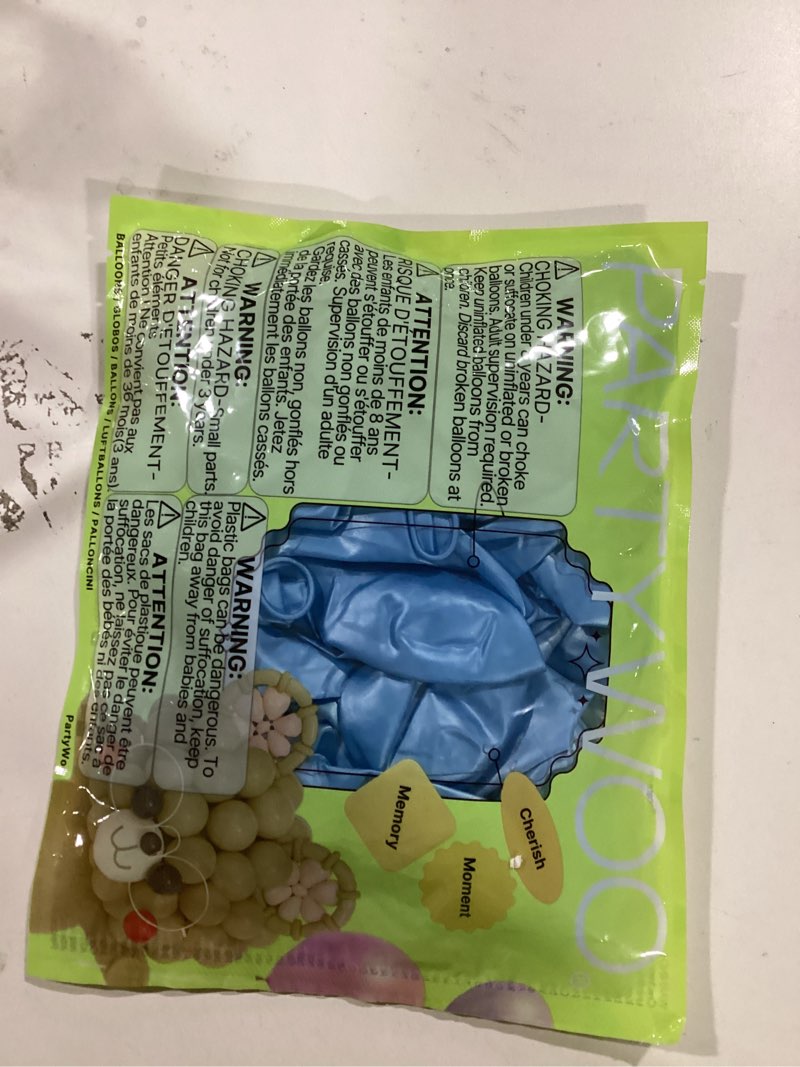 PARTYWOO
WARNING:
CHOKING HAZARD-
Children under 8 years can choke
or suffocate on uninflated or broken
balloons. Adult supervision required.
Keep uninflated balloons from
children. Discard broken balloons at
once.
ATTENTION:
RISQUE D'ÉTOUFFEMENT-
Les enfants de moins de 8 ans
peuvent s'étouffer ou s'étouffer
avec des ballons non gonflés ou
cassés. Supervision d'un adulte
requise.
Gardez les ballons non gonflés hors
de la portée des enfants. Jetez
immédiatement les ballons cassés.
WARNING:
CHOKING HAZARD-Small parts.
Not for children under 3 years.
ATTENTION:
DANGER D'ÉTOUFFEMENT-
Petits éléments.
Attention ! Ne convient pas aux
enfants de moins de 36 mois(3 ans).
WARNING:
Plastic bags can be dangerous. To
avoid danger of suffocation, keep
this bag away from babies and
children.
ATTENTION:
Les sacs de plastique peuvent être
dangereux. Pour éviter le danger de
suffocation, ne laissez pas ce sac à
la portée des bébés ni des enfants.
Cherish
Moment
Memory
BALLOONS / GLOBOS / BALLONS / LUFTBALLONS / PALLONCINI
PartyWo